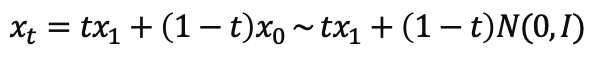 x_t = tx_1 + (1 − t)x_0 ~ tx_1 + (1 − t)N(0, I)